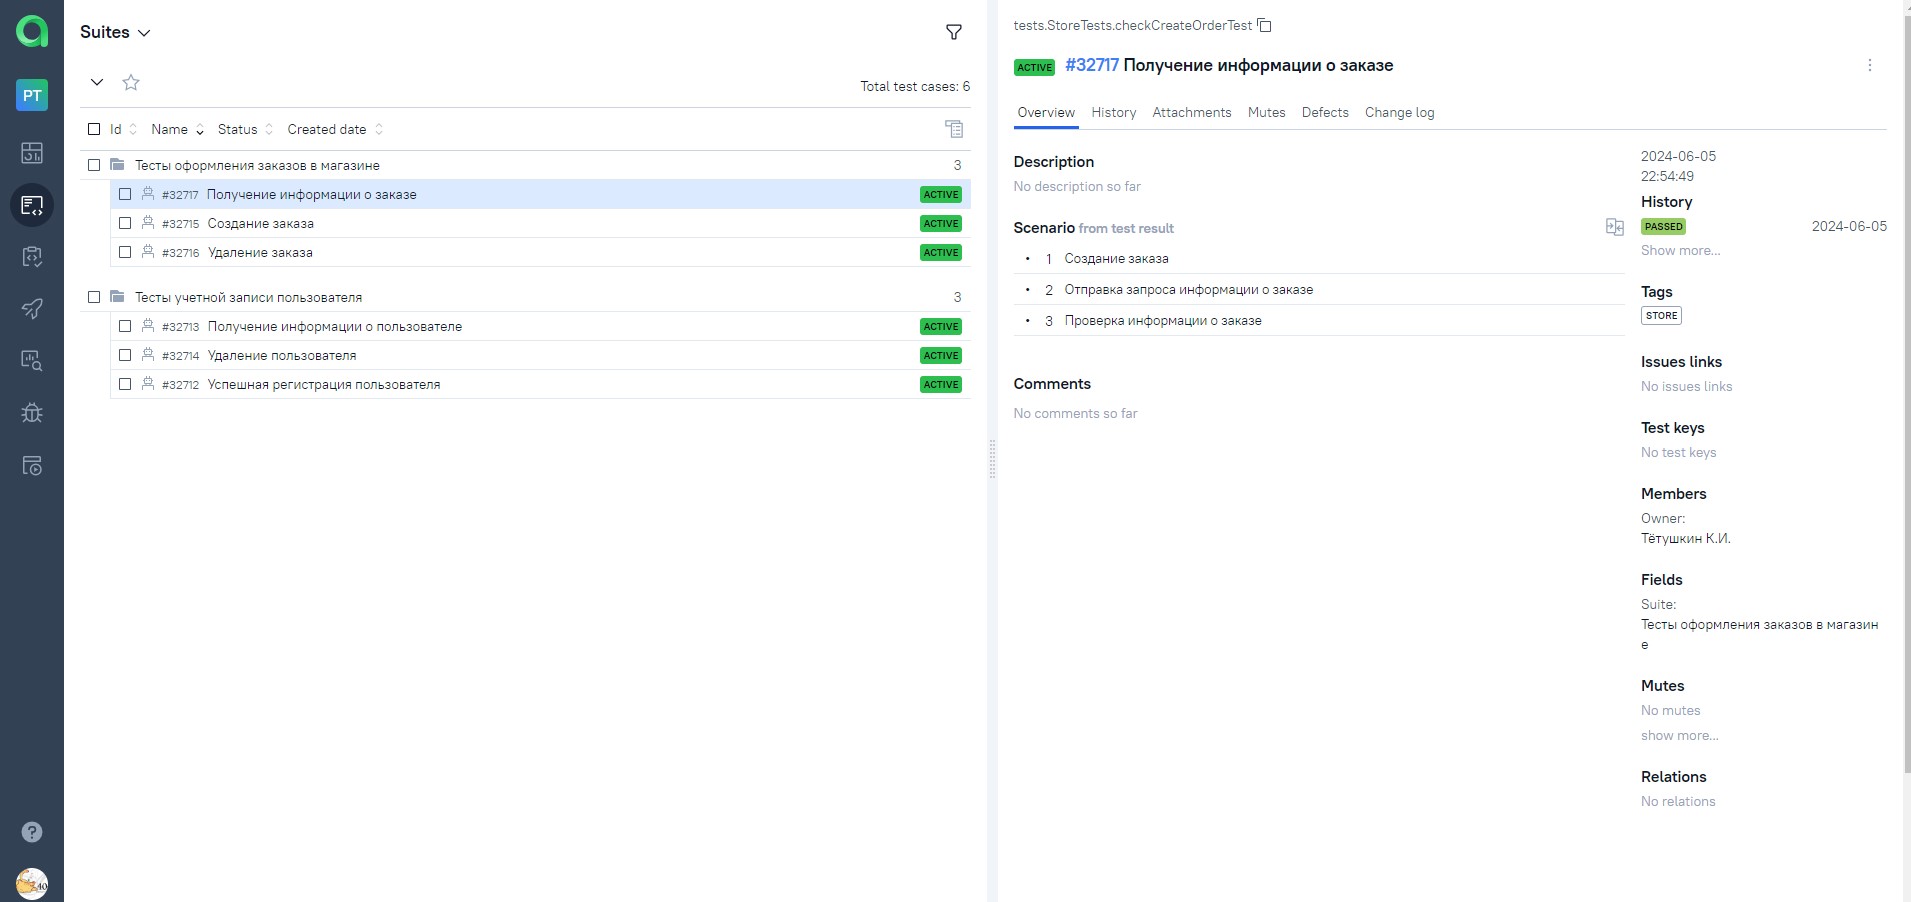 PT
Suites
Total test cases: 6
Id Name Status Created date
Тесты оформления заказов в магазине 3
#32717 Получение информации о заказе ACTIVE
#32715 Создание заказа ACTIVE
#32716 Удаление заказа ACTIVE
Тесты учетной записи пользователя 3
#32713 Получение информации о пользователе ACTIVE
#32714 Удаление пользователя ACTIVE
#32712 Успешная регистрация пользователя ACTIVE
tests.StoreTests.checkCreateOrderTest
ACTIVE #32717 Получение информации о заказе
Overview History Attachments Mutes Defects Change log
Description
No description so far
Scenario from test result
1 Создание заказа
2 Отправка запроса информации о заказе
3 Проверка информации о заказе
Comments
No comments so far
2024-06-05
22:54:49
History
PASSED 2024-06-05
Show more...
Tags
STORE
Issues links
No issues links
Test keys
No test keys
Members
Owner:
Тётушкин К.И.
Fields
Suite:
Тесты оформления заказов в магазин
е
Mutes
No mutes
show more...
Relations
No relations
?